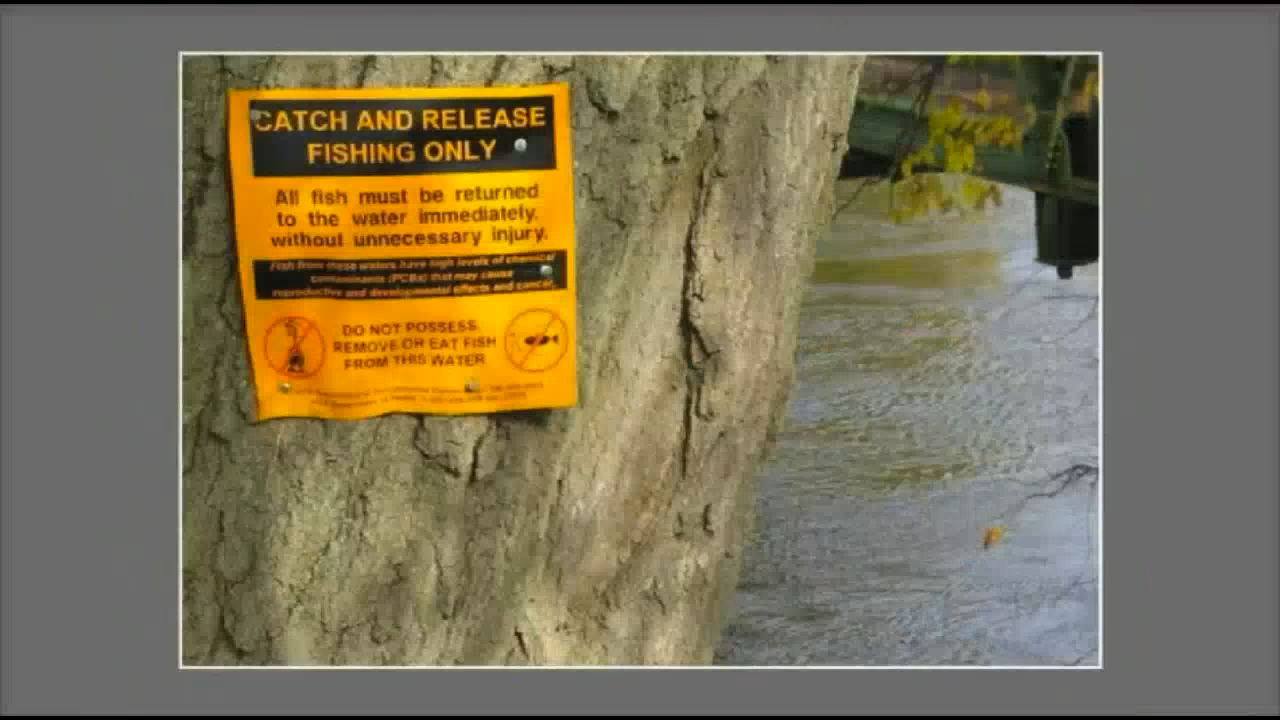 CATCH AND RELEASE
FISHING ONLY
All fish must be returned
to the water immediately,
without unnecessary injury.
Fish from these waters have high levels of chemical
contaminants (PCBs) that may cause
reproductive and developmental effects and cancer.
DO NOT POSSESS,
REMOVE OR EAT FISH
FROM THIS WATER